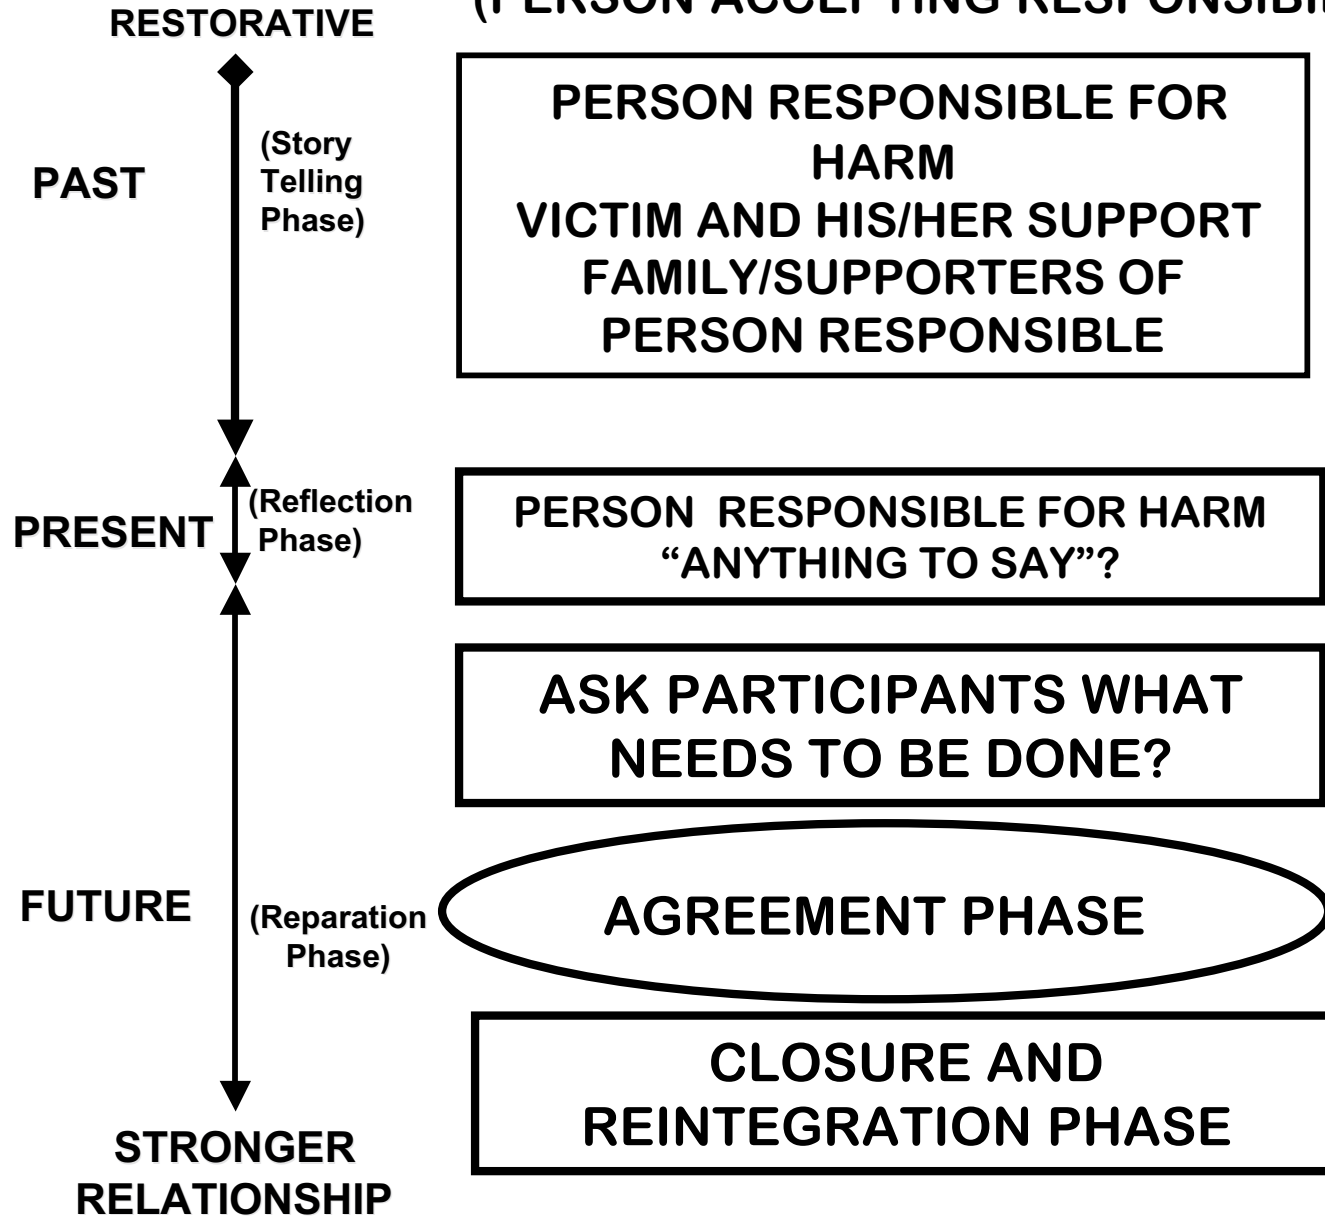 (PERSON ACCEPTING
RESTORATIVE
PAST
(Story
Telling
Phase)
PERSON RESPONSIBLE FOR
HARM
VICTIM AND HIS/HER SUPPORT
FAMILY/SUPPORTERS OF
PERSON RESPONSIBLE
PRESENT
(Reflection
Phase)
PERSON RESPONSIBLE FOR HARM
“ANYTHING TO SAY”?
ASK PARTICIPANTS WHAT
NEEDS TO BE DONE?
FUTURE
(Reparation
Phase)
AGREEMENT PHASE
CLOSURE AND
REINTEGRATION PHASE
STRONGER
RELATIONSHIP